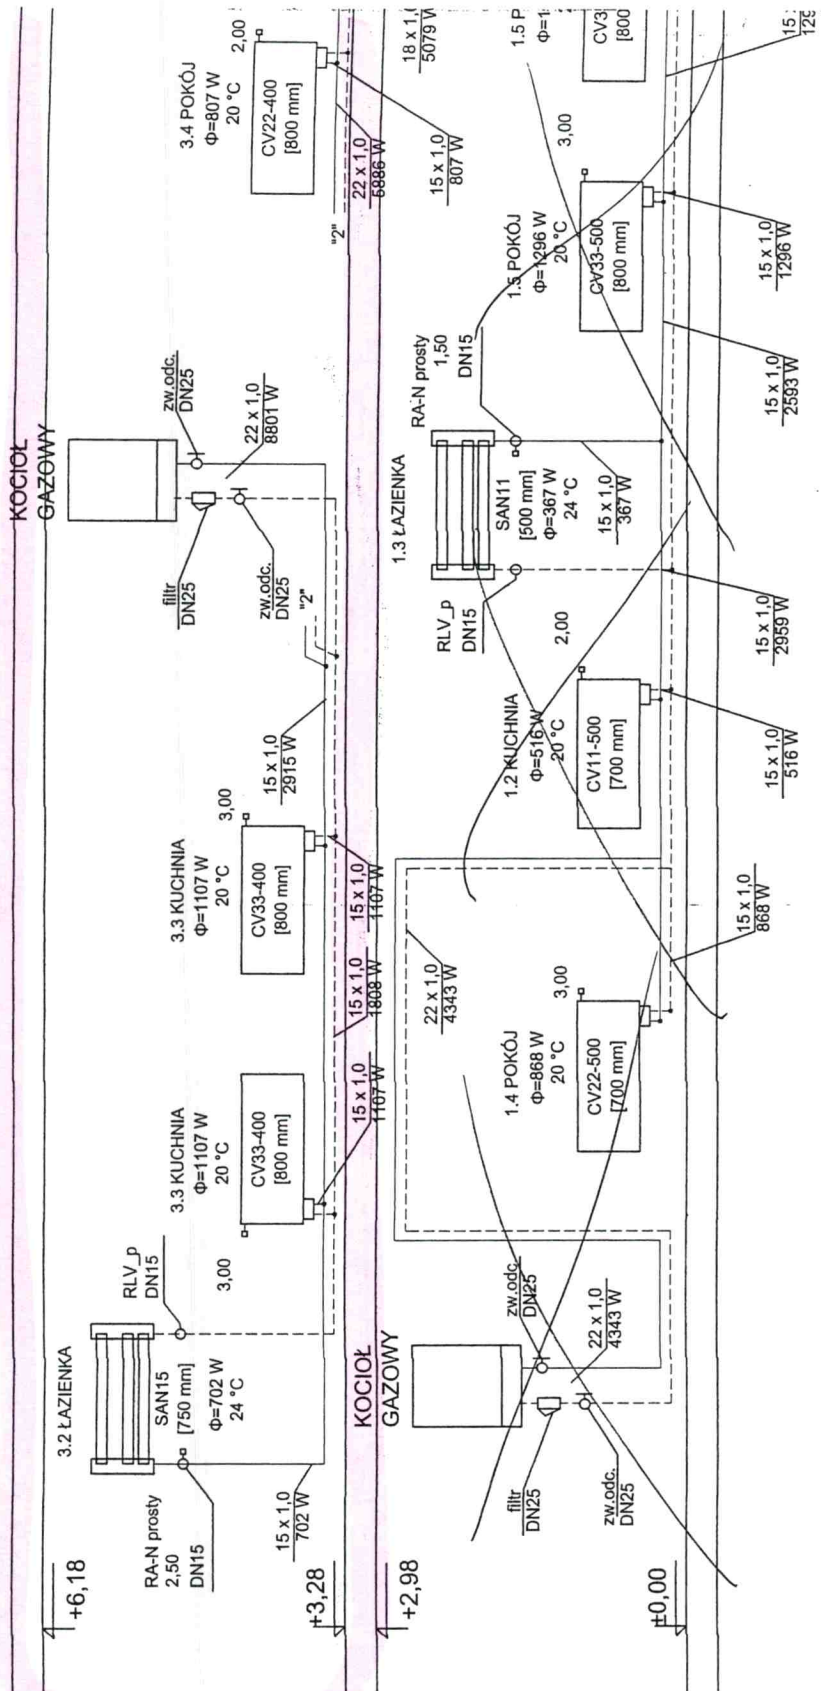 +6,18
+3,28
3.2 ŁAZIENKA
SAN15
[750 mm]
Φ=702 W
24 °C
RA-N prosty
2,50
DN15
15 x 1,0
702 W
RLV_p
DN15
3,00
3.3 KUCHNIA
Φ=1107 W
20 °C
CV33-400
[800 mm]
15 x 1,0
1107 W
15 x 1,0
1808 W
3.3 KUCHNIA
Φ=1107 W
20 °C
3,00
CV33-400
[800 mm]
15 x 1,0
1107 W
15 x 1,0
2915 W
"2"
KOCIOŁ
GAZOWY
filtr
DN25
zw.odc.
DN25
zw.odc.
DN25
22 x 1,0
8801 W
"2"
3.4 POKÓJ
Φ=807 W
20 °C
2,00
CV22-400
[800 mm]
22 x 1,0
5886 W
15 x 1,0
807 W
18 x 1,0
5079 W
+2,98
±0,00
KOCIOŁ
GAZOWY
filtr
DN25
zw.odc.
DN25
zw.odc.
DN25
22 x 1,0
4343 W
22 x 1,0
4343 W
1.4 POKÓJ
Φ=868 W
20 °C
3,00
CV22-500
[700 mm]
15 x 1,0
868 W
1.2 KUCHNIA
Φ=516 W
20 °C
2,00
CV11-500
[700 mm]
15 x 1,0
516 W
15 x 1,0
2959 W
1.3 ŁAZIENKA
RLV_p
DN15
SAN11
[500 mm]
Φ=367 W
24 °C
RA-N prosty
1,50
DN15
15 x 1,0
367 W
15 x 1,0
2593 W
1.5 POKÓJ
Φ=1296 W
20 °C
3,00
CV33-500
[800 mm]
15 x 1,0
1296 W
1.5 P
Φ=1
CV3
[800
15
129